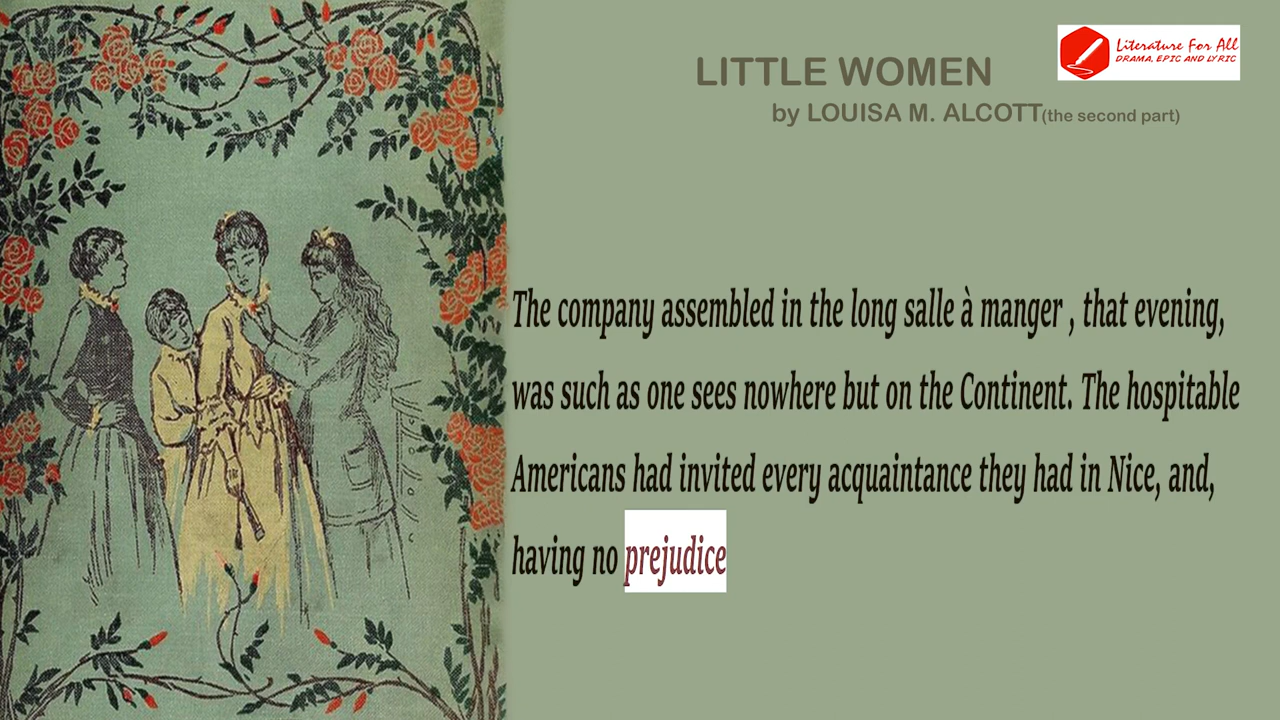 LITTLE WOMEN
by LOUISA M. ALCOTT(the second part)
Literature For All
DRAMA, EPIC AND LYRIC
The company assembled in the long salle à manger , that evening,
was such as one sees nowhere but on the Continent. The hospitable
Americans had invited every acquaintance they had in Nice, and,
having no prejudice